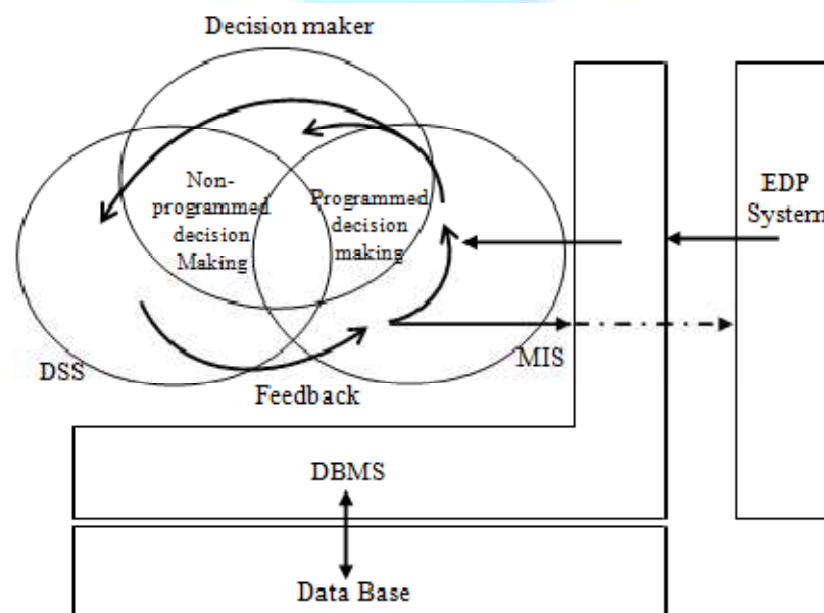 Decision maker
Non-
programmed
decision
Making
Programmed
decision
making
EDP
System
DSS
MIS
Feedback
DBMS
Data Base